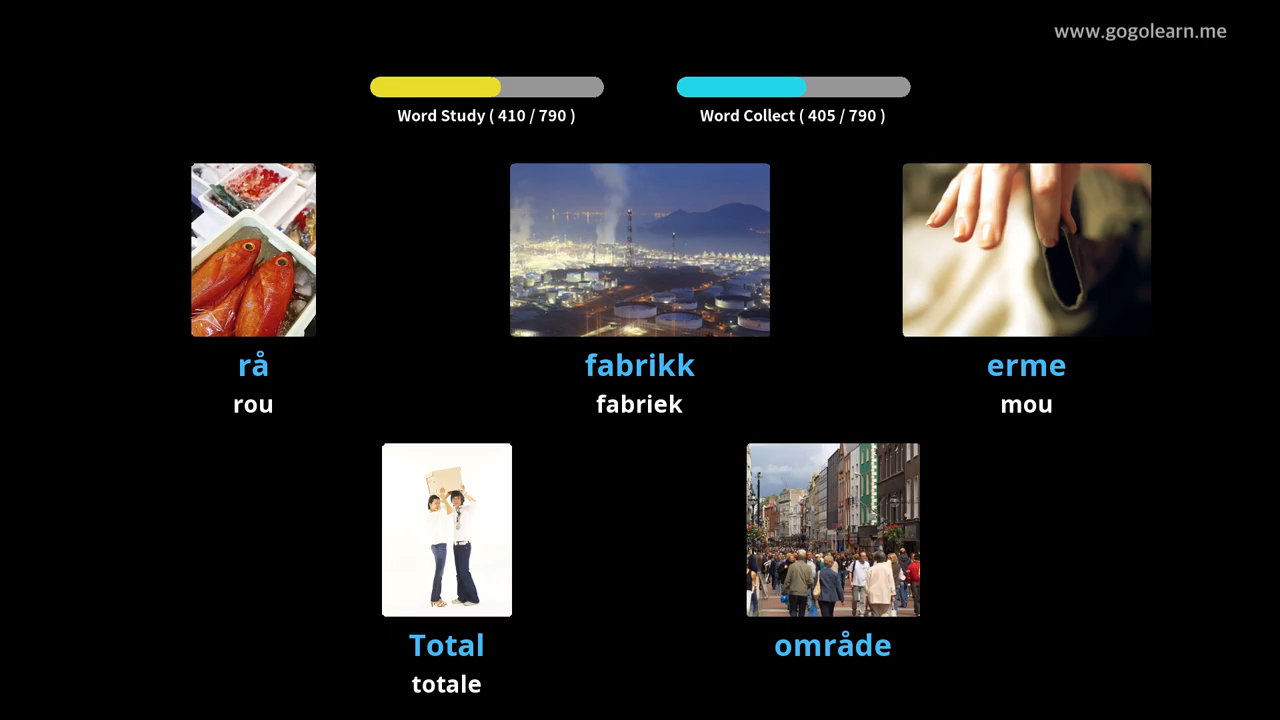 www.gogolearn.me
Word Study ( 410 / 790 )
Word Collect ( 405 / 790 )
rå
rou
fabrikk
fabriek
erme
mou
Total
totale
område